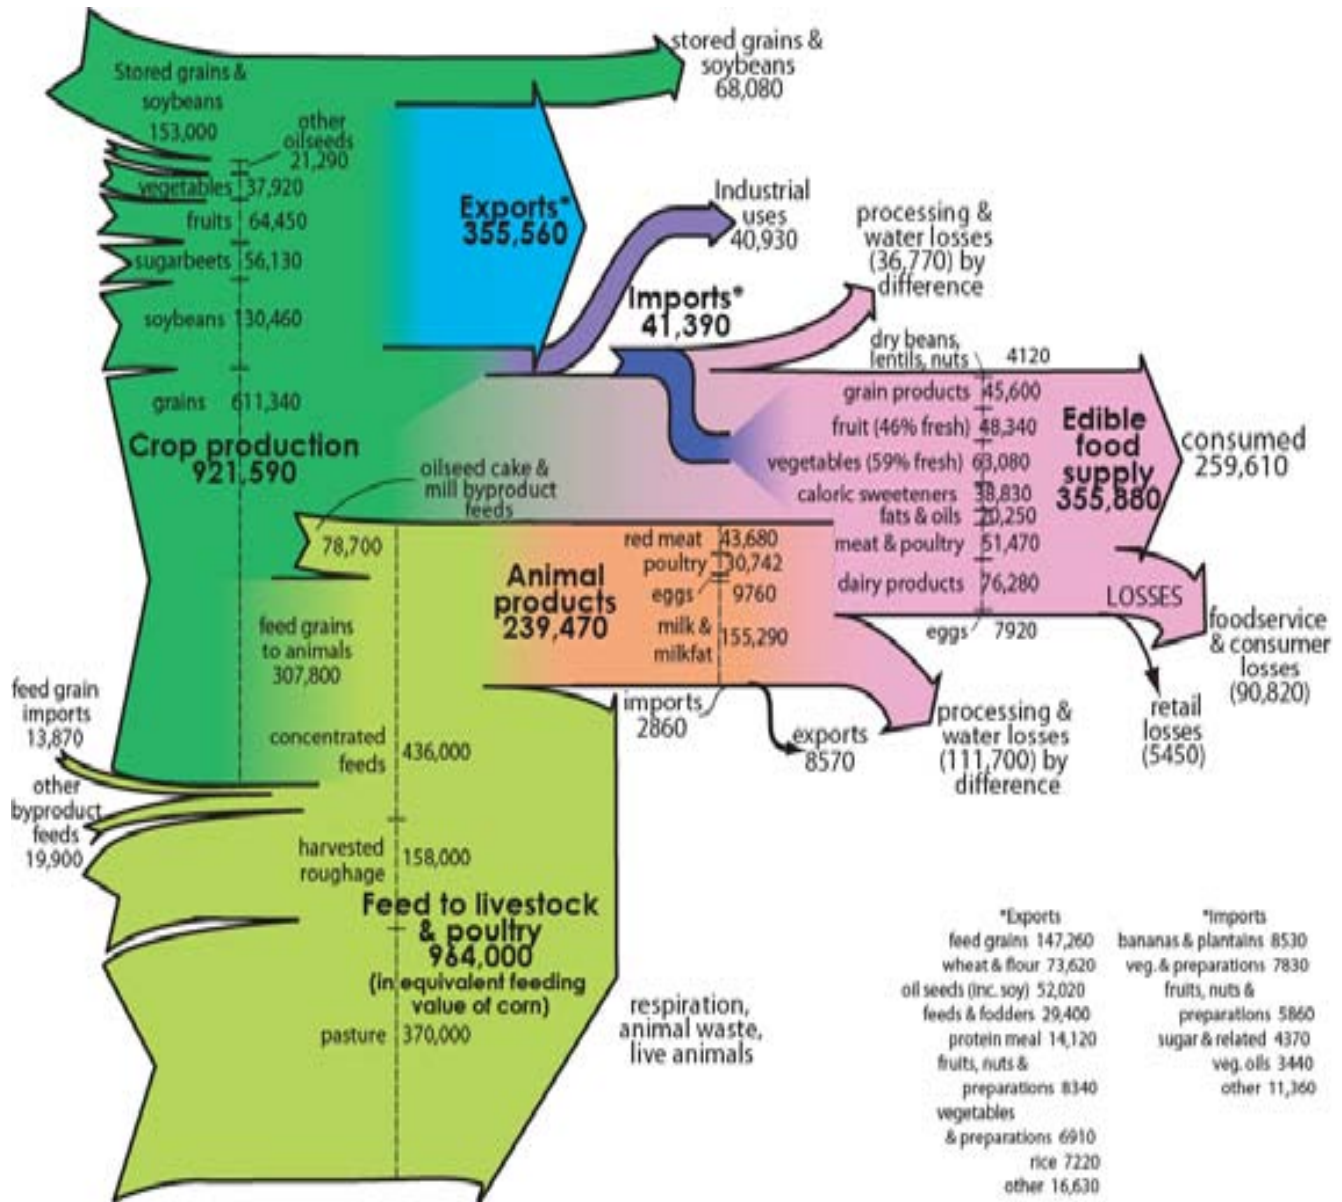 stored grains &
soybeans
68,080
Stored grains &
soybeans
153,000
other
oilseeds
21,290
vegetables 37,920
fruits 64,450
sugarbeets 56,130
soybeans 130,460
grains 611,340
Crop production
921,590
Exports*
355,560
Industrial
uses
40,930
Imports*
41,390
processing &
water losses
(36,770) by
difference
dry beans,
lentils, nuts 4120
grain products 45,600
fruit (46% fresh) 48,340
vegetables (59% fresh) 63,080
caloric sweeteners 38,830
fats & oils 20,250
meat & poultry 51,470
dairy products 76,280
eggs 7920
Edible
food
supply
355,880
consumed
259,610
LOSSES
foodservice
& consumer
losses
(90,820)
retail
losses
(5450)
oilseed cake &
mill byproduct
feeds
78,700
red meat 43,680
poultry 30,742
eggs 9760
milk &
milkfat 155,290
Animal
products
239,470
imports
2860
exports
8570
processing &
water losses
(111,700) by
difference
feed grains
to animals
307,800
feed grain
imports
13,870
other
byproduct
feeds
19,900
concentrated
feeds 436,000
harvested
roughage 158,000
Feed to livestock
& poultry
964,000
(in equivalent feeding
value of corn)
pasture 370,000
respiration,
animal waste,
live animals
*Exports
feed grains 147,260
wheat & flour 73,620
oil seeds (inc. soy) 52,020
feeds & fodders 29,400
protein meal 14,120
fruits, nuts &
preparations 8340
vegetables
& preparations 6910
rice 7220
other 16,630
*Imports
bananas & plantains 8530
veg. & preparations 7830
fruits, nuts &
preparations 5860
sugar & related 4370
veg. oils 3440
other 11,360